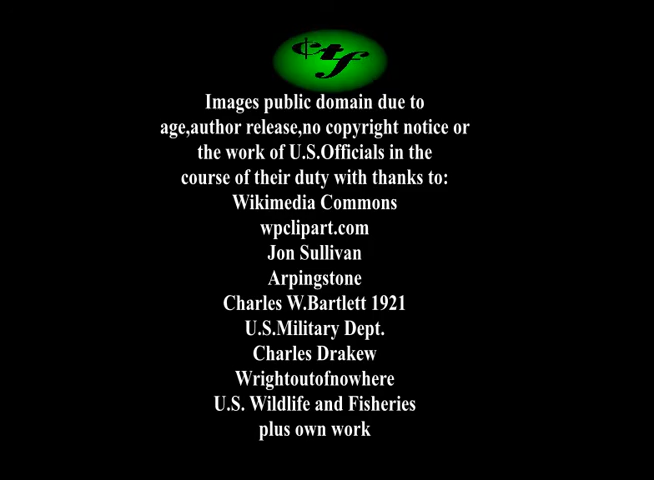 ¢tf
Images public domain due to
age,author release,no copyright notice or
the work of U.S.Officials in the
course of their duty with thanks to:
Wikimedia Commons
wpclipart.com
Jon Sullivan
Arpingstone
Charles W.Bartlett 1921
U.S.Military Dept.
Charles Drakew
Wrightoutofnowhere
U.S. Wildlife and Fisheries
plus own work